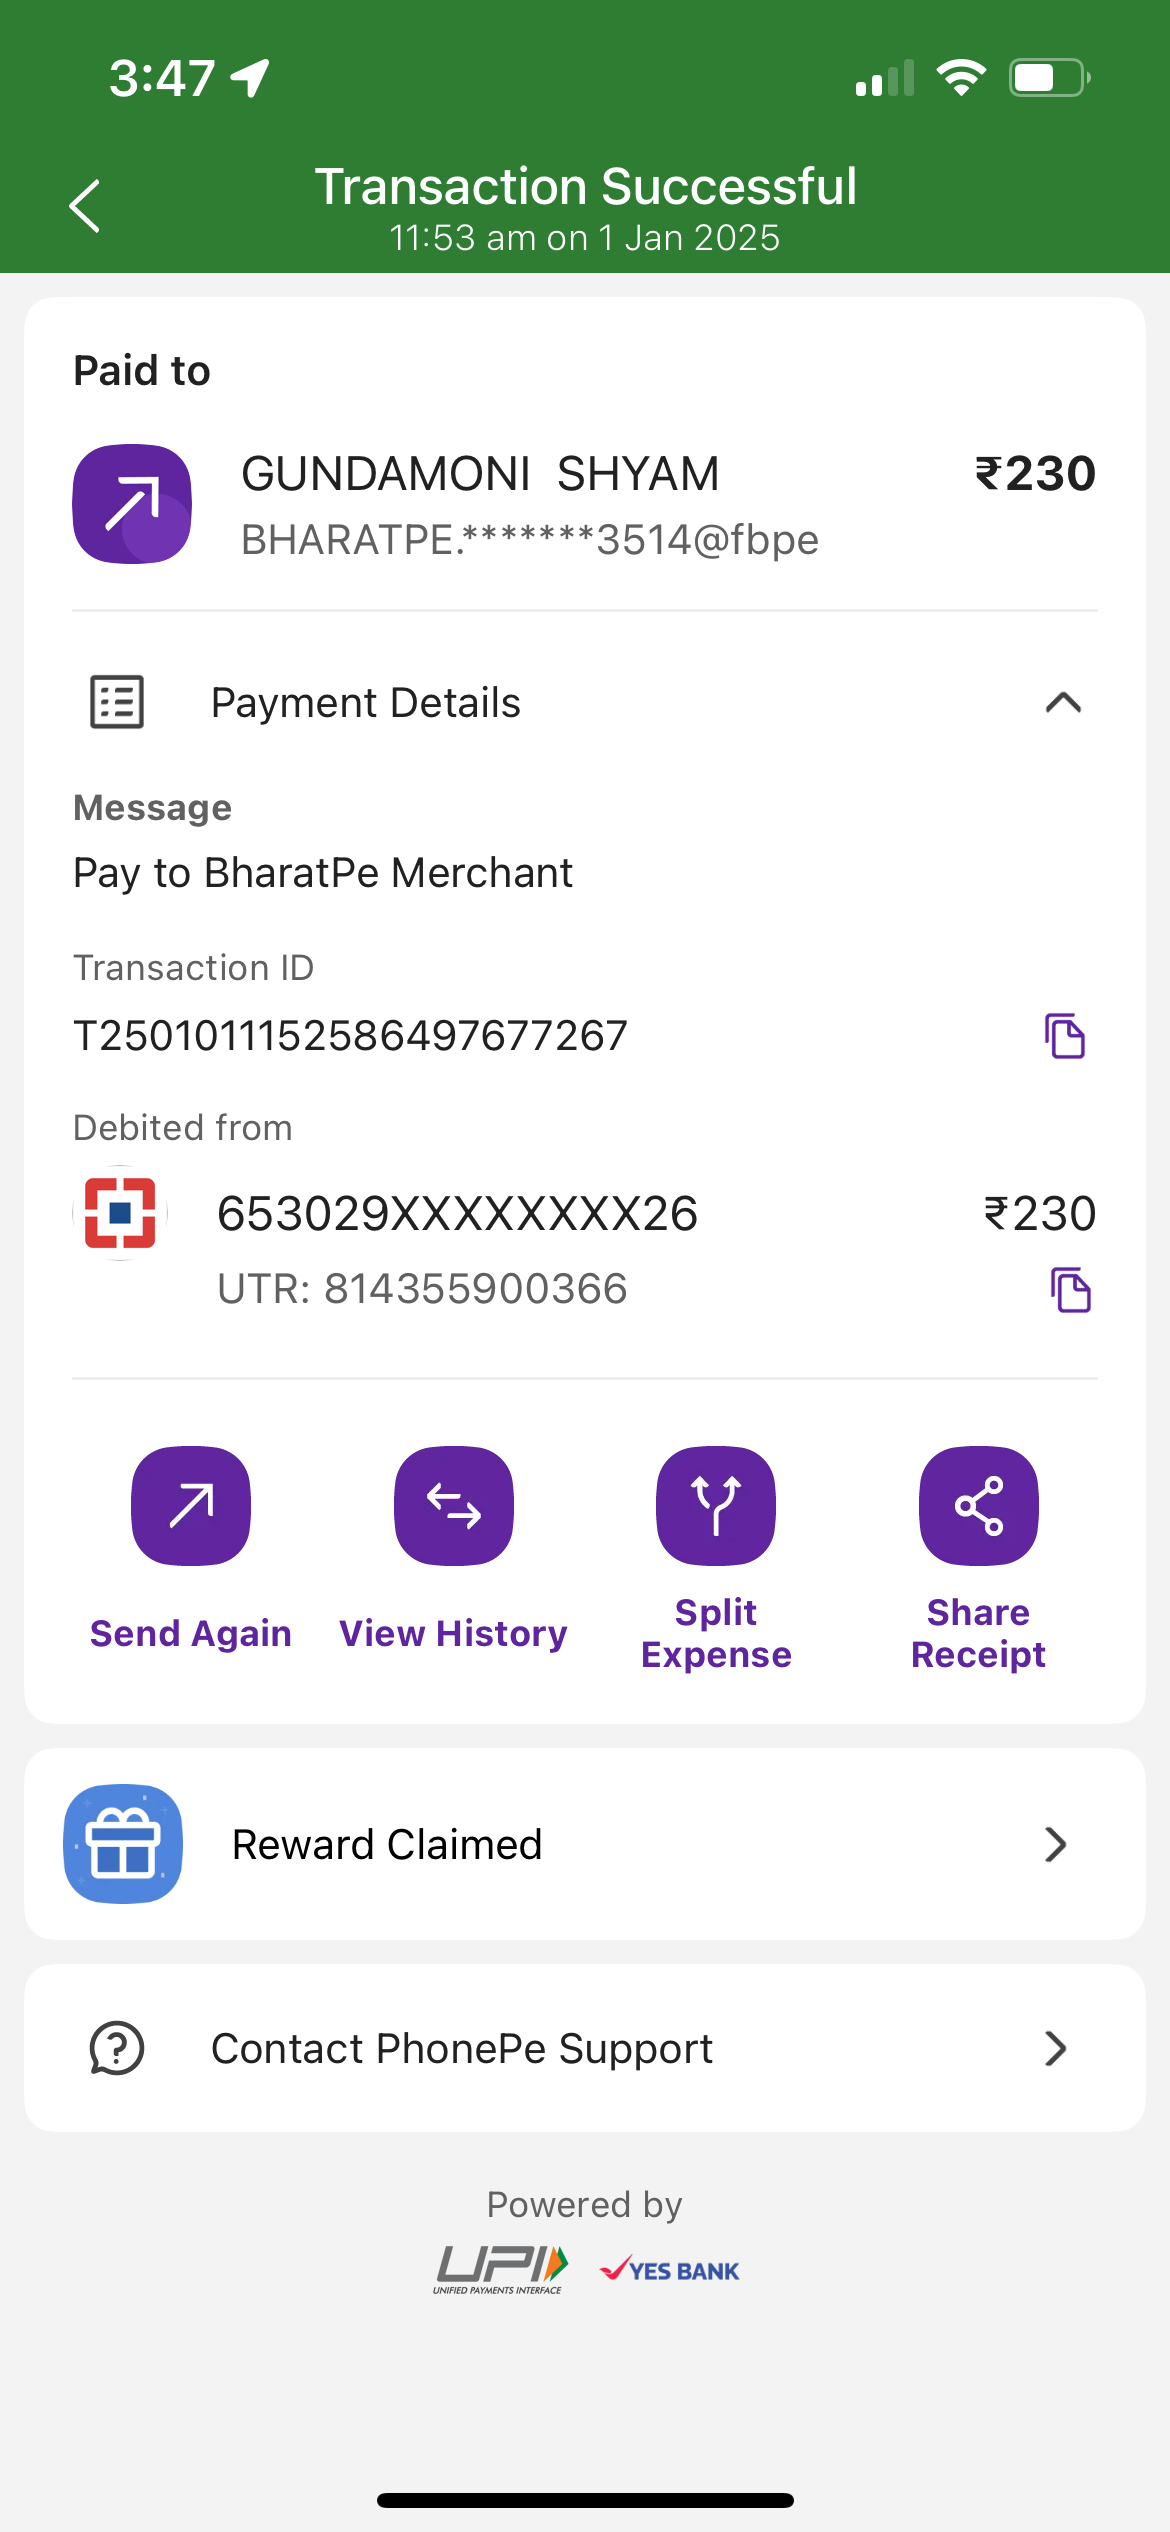 3:47
Transaction Successful
11:53 am on 1 Jan 2025
Paid to
GUNDAMONI SHYAM
₹230
BHARATPE.*******3514@fbpe
Payment Details
Message
Pay to BharatPe Merchant
Transaction ID
T2501011152586497677267
Debited from
653029XXXXXXXX26
₹230
UTR: 814355900366
Send Again
View History
Split
Expense
Share
Receipt
Reward Claimed
Contact PhonePe Support
Powered by
UPI
UNIFIED PAYMENTS INTERFACE
YES BANK